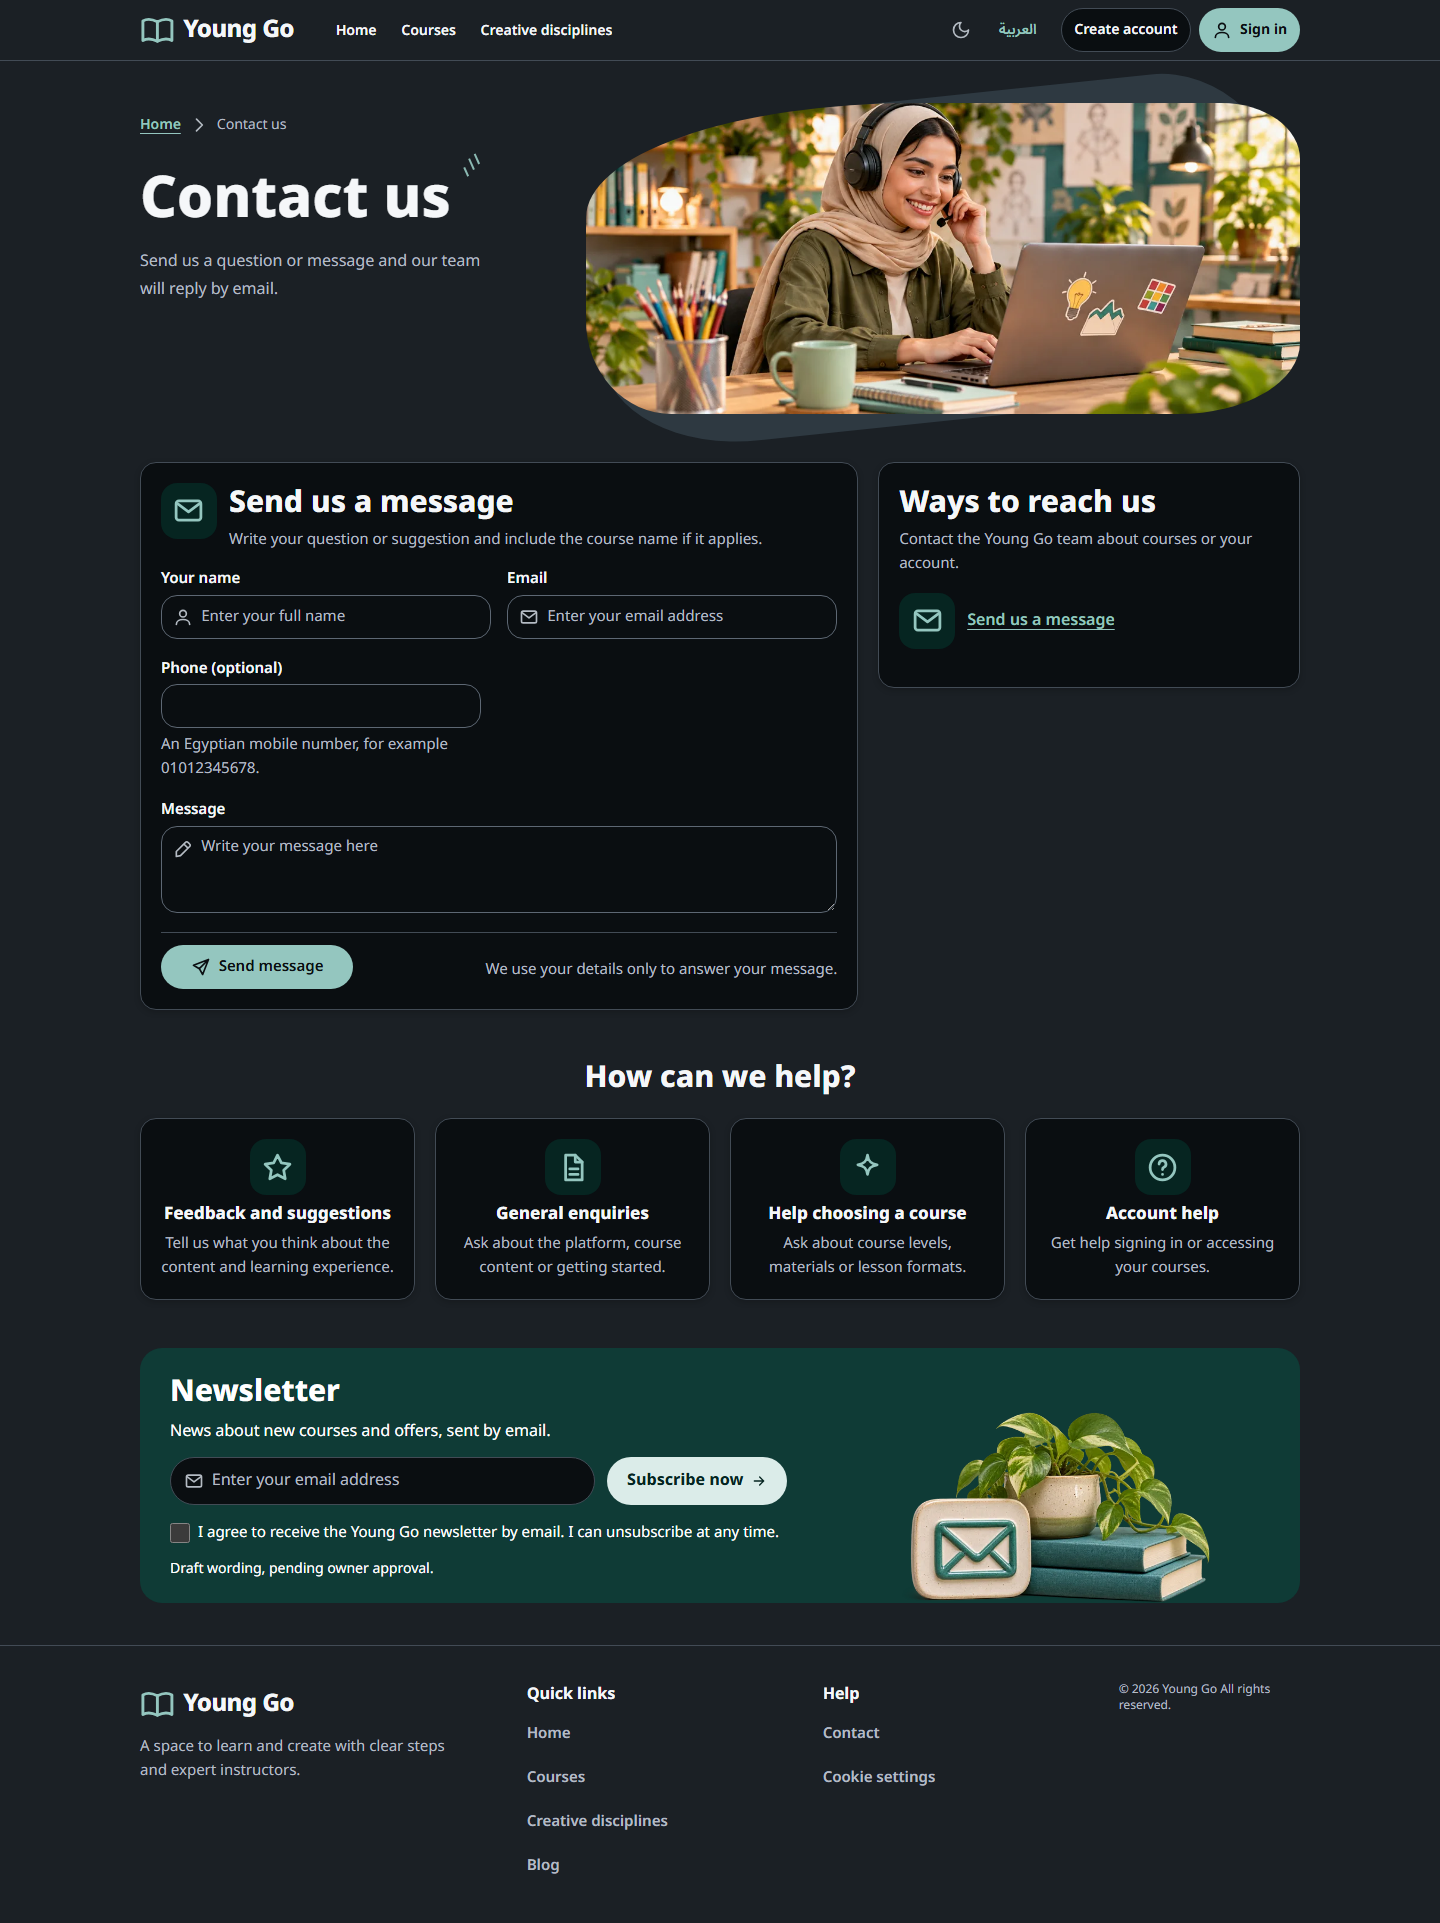 Young Go
Home
Courses
Creative disciplines
العربية
Create account
Sign in
Home
Contact us
Contact us
Send us a question or message and our team
will reply by email.
Send us a message
Write your question or suggestion and include the course name if it applies.
Your name
Enter your full name
Email
Enter your email address
Phone (optional)
An Egyptian mobile number, for example
01012345678.
Message
Write your message here
Send message
We use your details only to answer your message.
Ways to reach us
Contact the Young Go team about courses or your
account.
Send us a message
How can we help?
Feedback and suggestions
Tell us what you think about the
content and learning experience.
General enquiries
Ask about the platform, course
content or getting started.
Help choosing a course
Ask about course levels,
materials or lesson formats.
Account help
Get help signing in or accessing
your courses.
Newsletter
News about new courses and offers, sent by email.
Enter your email address
Subscribe now
I agree to receive the Young Go newsletter by email. I can unsubscribe at any time.
Draft wording, pending owner approval.
Young Go
A space to learn and create with clear steps
and expert instructors.
Quick links
Home
Courses
Creative disciplines
Blog
Help
Contact
Cookie settings
© 2026 Young Go All rights
reserved.